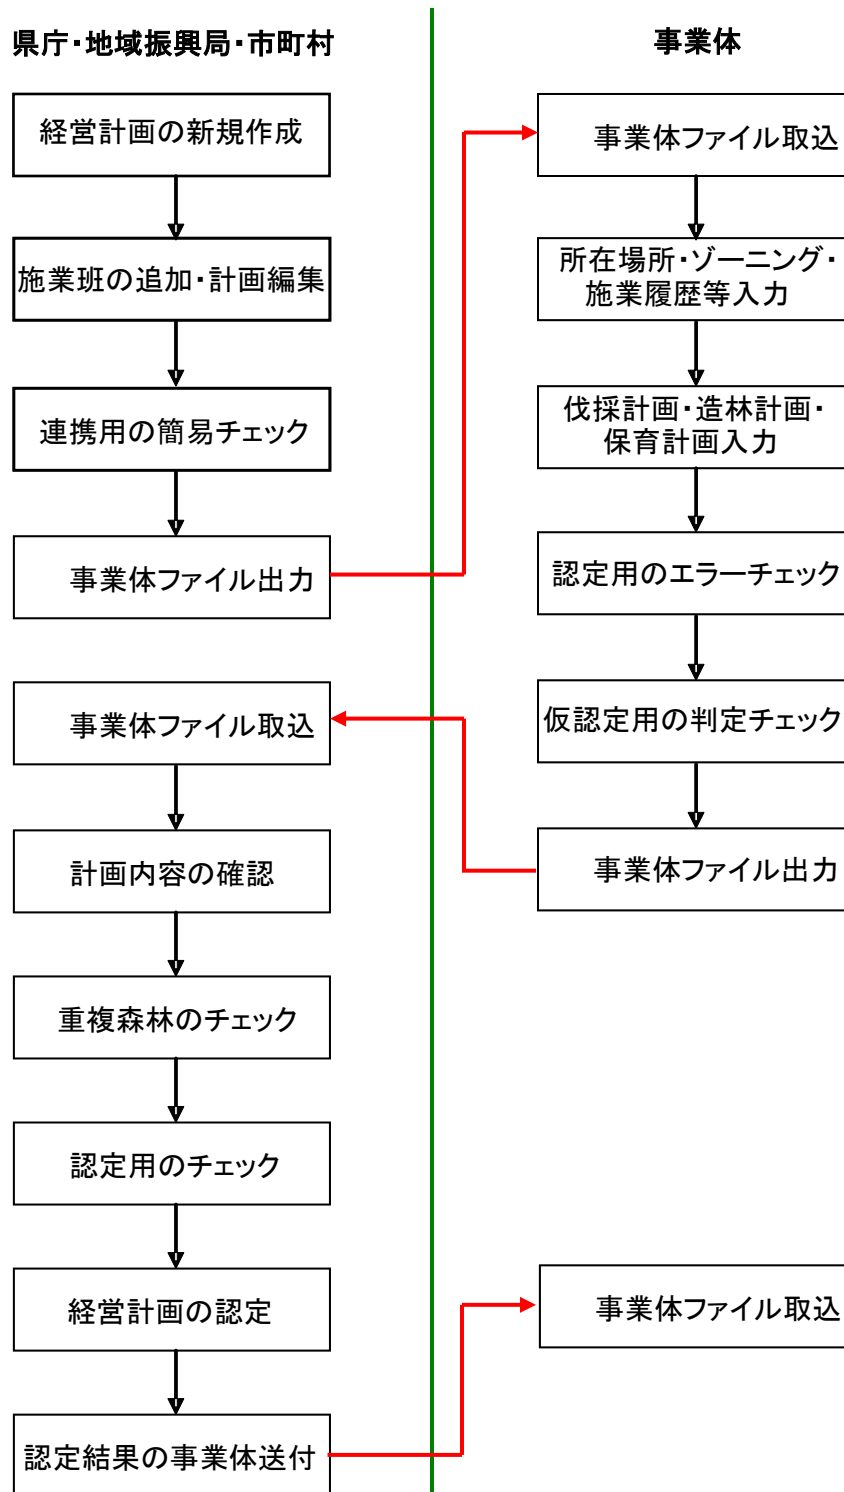 県庁・地域振興局・市町村
経営計画の新規作成
施業班の追加・計画編集
連携用の簡易チェック
事業体ファイル出力
事業体ファイル取込
計画内容の確認
重複森林のチェック
認定用のチェック
経営計画の認定
認定結果の事業体送付
事業体
事業体ファイル取込
所在場所・ゾーニング・
施業履歴等入力
伐採計画・造林計画・
保育計画入力
認定用のエラーチェック
仮認定用の判定チェック
事業体ファイル出力
事業体ファイル取込